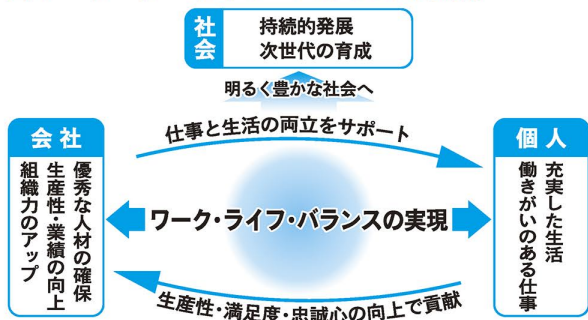 社会
持続的発展
次世代の育成
明るく豊かな社会へ
仕事と生活の両立をサポート
会社
優秀な人材の確保
生産性・業績の向上
組織力のアップ
ワーク・ライフ・バランスの実現
個人
充実した生活
働きがいのある仕事
生産性・満足度・忠誠心の向上で貢献